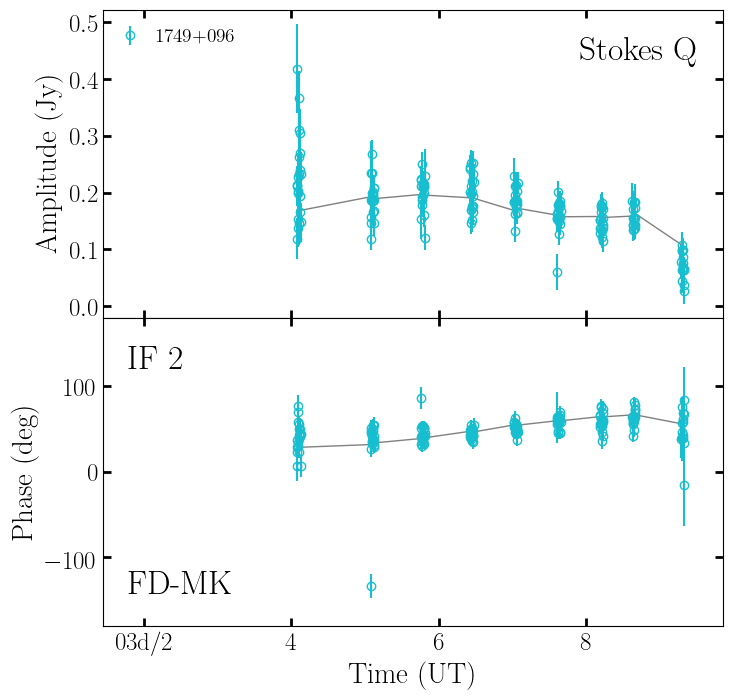 0.5
1749+096
Stokes Q
0.4
0.3
0.2
0.1
0.0
Amplitude (Jy)
IF 2
100
0
−100
Phase (deg)
FD-MK
03d/2 4 6 8
Time (UT)